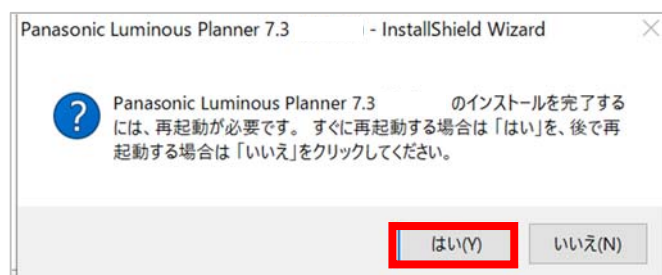 Panasonic Luminous Planner 7.3 - InstallShield Wizard
Panasonic Luminous Planner 7.3 のインストールを完了する
には、再起動が必要です。 すぐに再起動する場合は「はい」を、後で再
起動する場合は「いいえ」をクリックしてください。
はい(Y) いいえ(N)